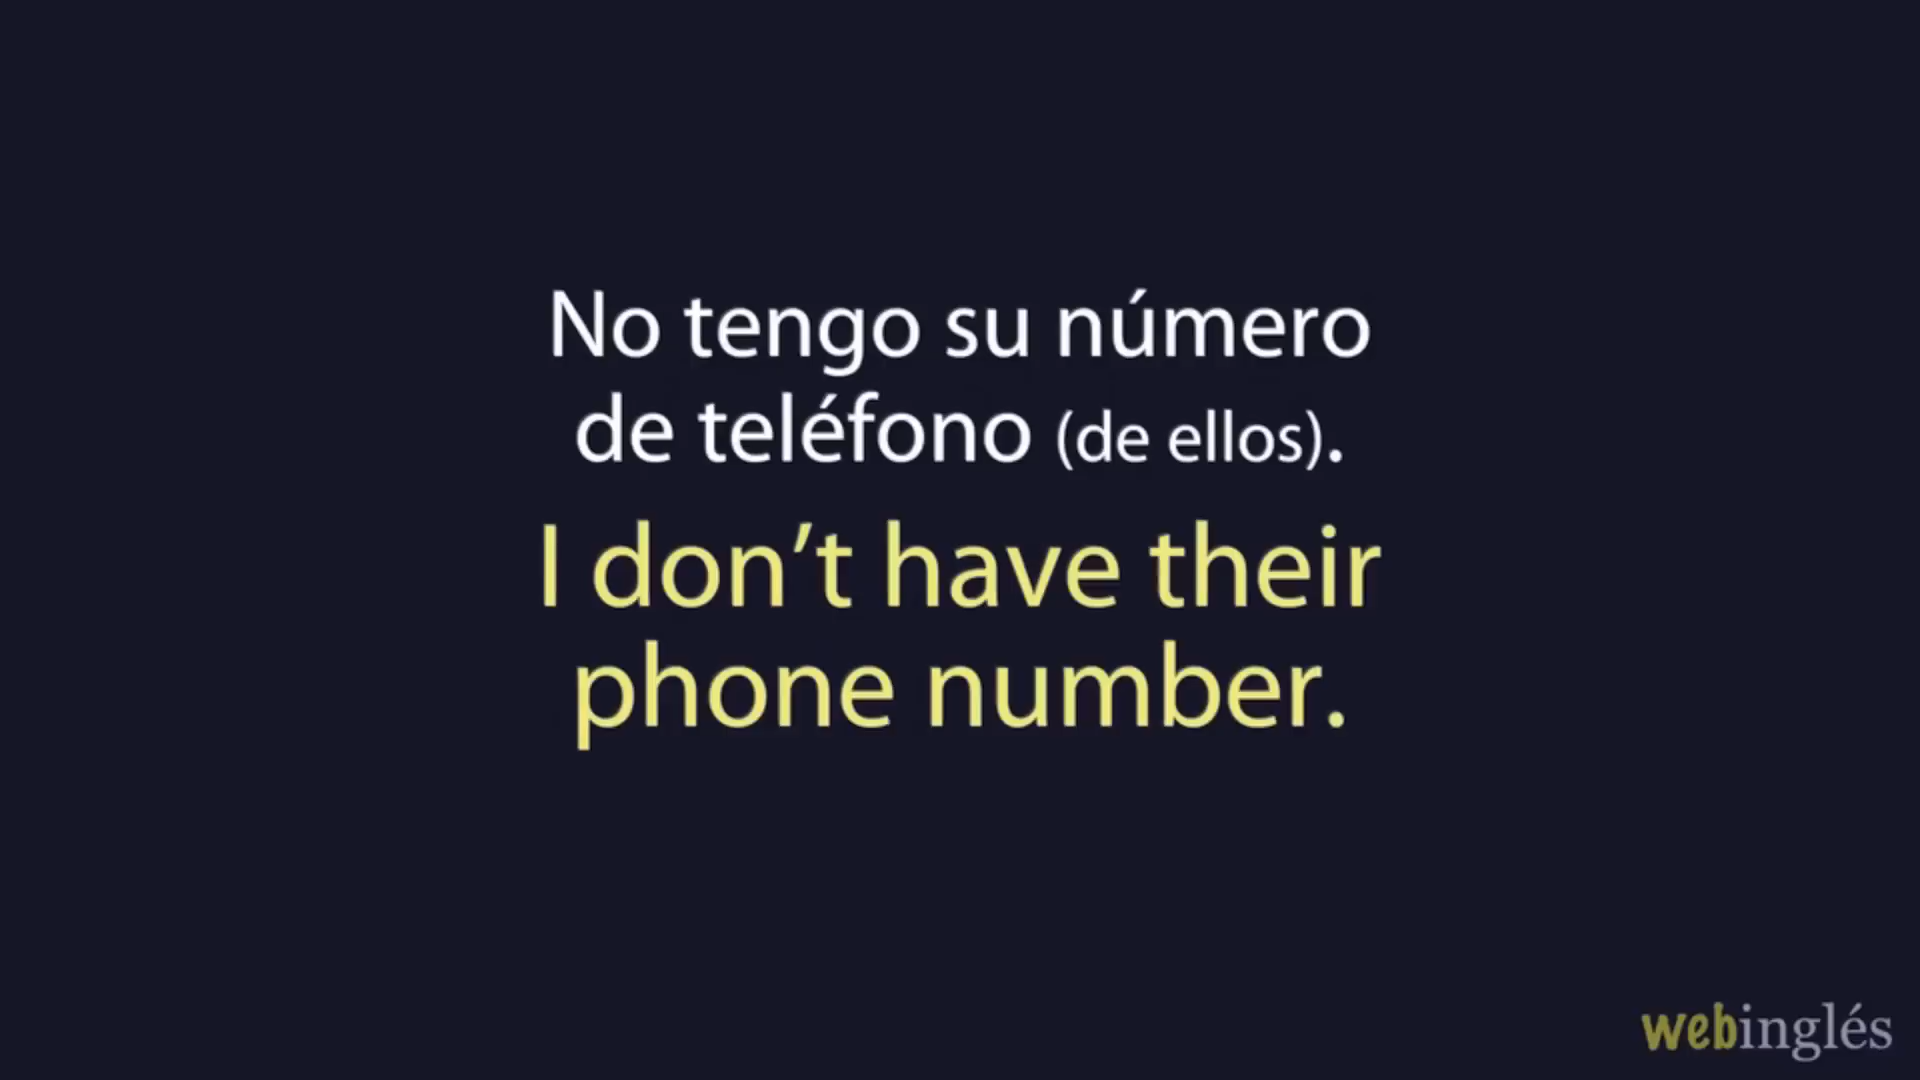 No tengo su número
de teléfono (de ellos).
I don’t have their
phone number.
webinglés